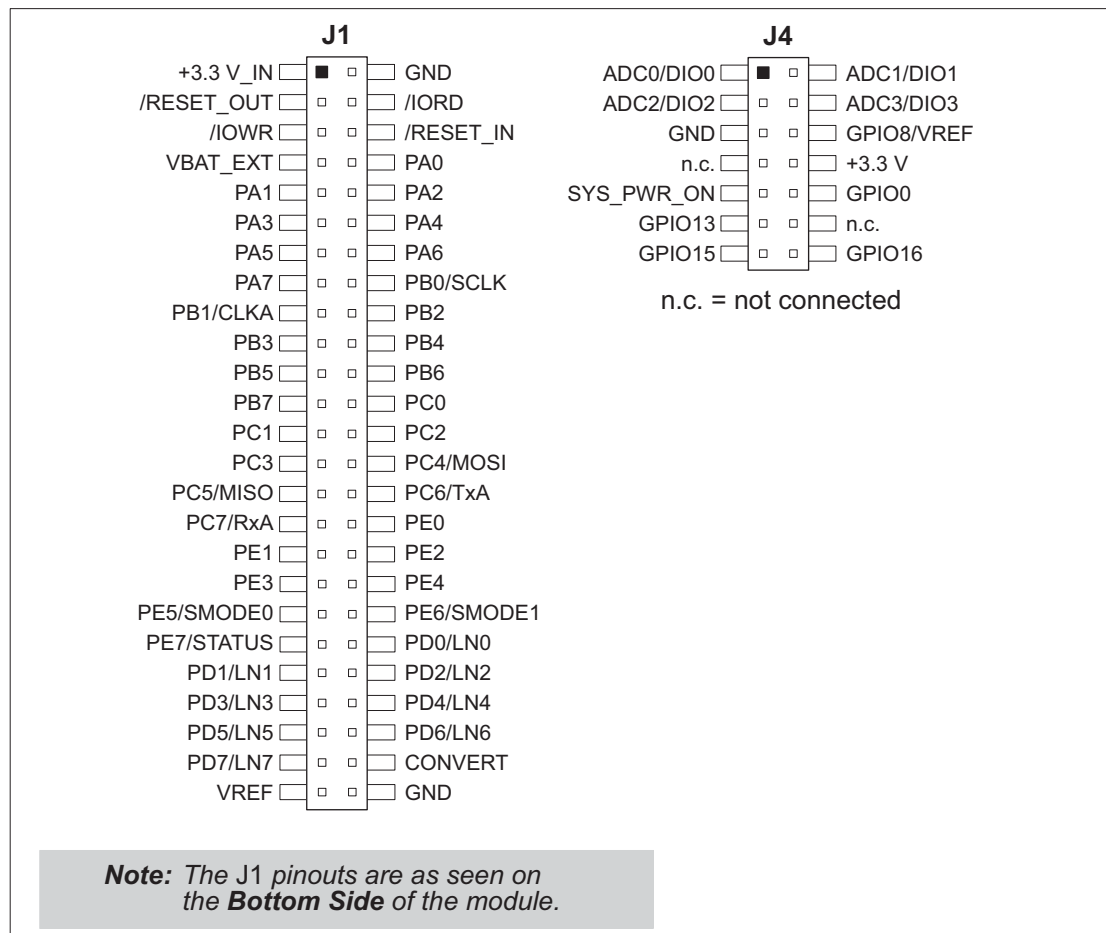 J1
+3.3 V_IN GND
/RESET_OUT /IORD
/IOWR /RESET_IN
VBAT_EXT PA0
PA1 PA2
PA3 PA4
PA5 PA6
PA7 PB0/SCLK
PB1/CLKA PB2
PB3 PB4
PB5 PB6
PB7 PC0
PC1 PC2
PC3 PC4/MOSI
PC5/MISO PC6/TxA
PC7/RxA PE0
PE1 PE2
PE3 PE4
PE5/SMODE0 PE6/SMODE1
PE7/STATUS PD0/LN0
PD1/LN1 PD2/LN2
PD3/LN3 PD4/LN4
PD5/LN5 PD6/LN6
PD7/LN7 CONVERT
VREF GND
J4
ADC0/DIO0 ADC1/DIO1
ADC2/DIO2 ADC3/DIO3
GND GPIO8/VREF
n.c. +3.3 V
SYS_PWR_ON GPIO0
GPIO13 n.c.
GPIO15 GPIO16
n.c. = not connected
Note: The J1 pinouts are as seen on
the Bottom Side of the module.